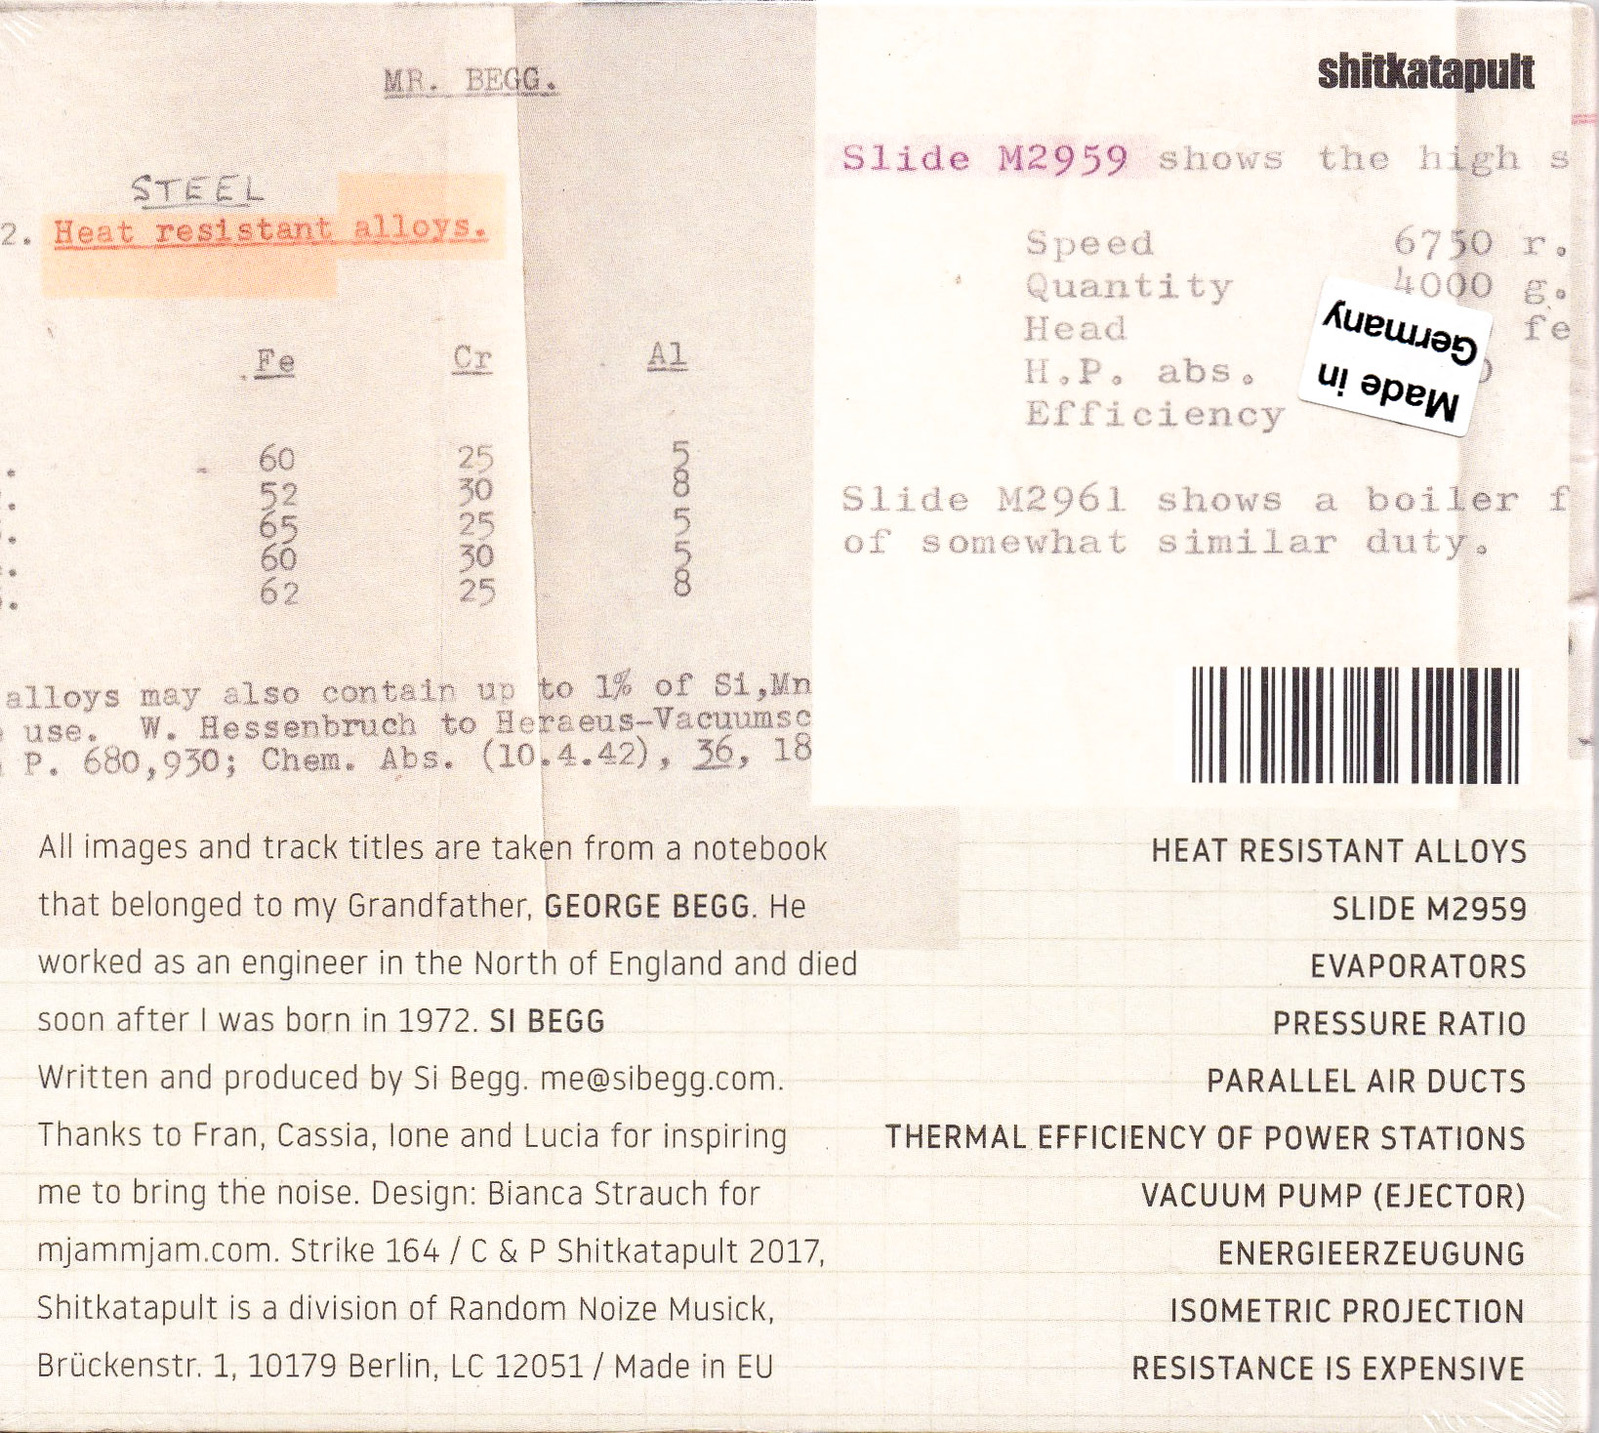 MR. BEGG.
STEEL
2. Heat resistant alloys.
Fe Cr Al
60 25 5
52 30 8
65 25 5
60 30 5
62 25 8
alloys may also contain up to 1% of Si,Mn
use. W. Hessenbruch to Heraeus-Vacuumsc
P. 680,930; Chem. Abs. (10.4.42), 36, 18
shitkatapult
Slide M2959 shows the high s
Speed 6750 r.
Quantity 4000 g.
Head fe
H.P. abs.
Efficiency
Made in
Germany
Slide M2961 shows a boiler f
of somewhat similar duty.
All images and track titles are taken from a notebook
that belonged to my Grandfather, GEORGE BEGG. He
worked as an engineer in the North of England and died
soon after I was born in 1972. SI BEGG
Written and produced by Si Begg. me@sibegg.com.
Thanks to Fran, Cassia, Ione and Lucia for inspiring
me to bring the noise. Design: Bianca Strauch for
mjammjam.com. Strike 164 / C & P Shitkatapult 2017,
Shitkatapult is a division of Random Noize Musick,
Brückenstr. 1, 10179 Berlin, LC 12051 / Made in EU
HEAT RESISTANT ALLOYS
SLIDE M2959
EVAPORATORS
PRESSURE RATIO
PARALLEL AIR DUCTS
THERMAL EFFICIENCY OF POWER STATIONS
VACUUM PUMP (EJECTOR)
ENERGIEERZEUGUNG
ISOMETRIC PROJECTION
RESISTANCE IS EXPENSIVE